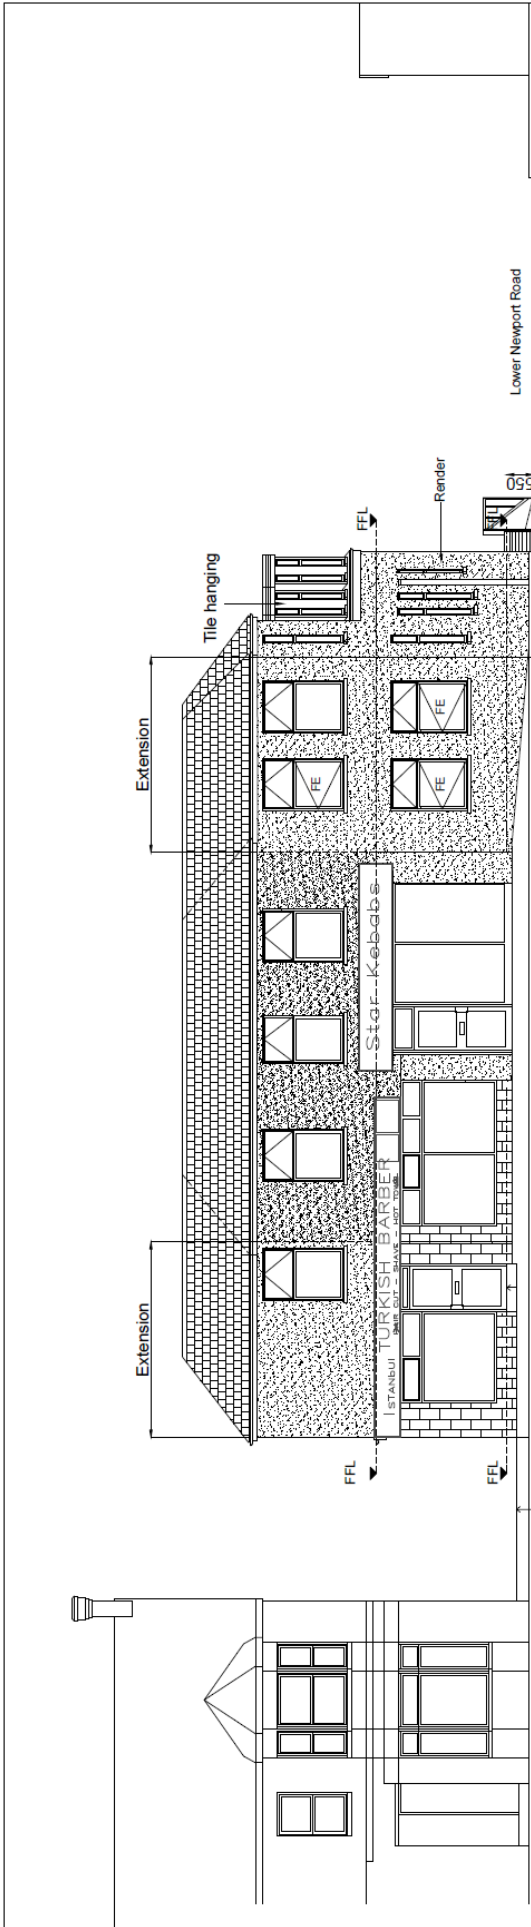 Extension
Extension
Tile hanging
FFL
FFL
FFL
FFL
FE
FE
FE
Render
Star Kebabs
ISTANBUL TURKISH BARBER
HAIR CUT - SHAVE - HOT TOWEL
550
Lower Newport Road